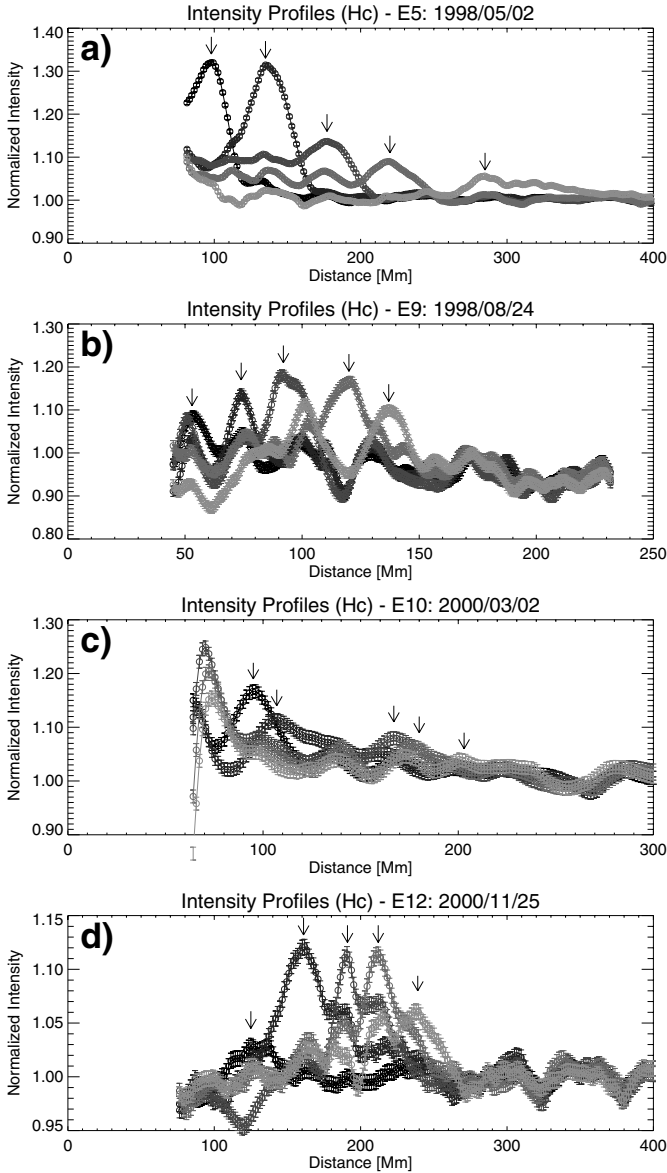 Intensity Profiles (Hc) - E5: 1998/05/02
a)
Normalized Intensity
1.40
1.30
1.20
1.10
1.00
0.90
0 100 200 300 400
Distance [Mm]
Intensity Profiles (Hc) - E9: 1998/08/24
b)
Normalized Intensity
1.30
1.20
1.10
1.00
0.90
0.80
0 50 100 150 200 250
Distance [Mm]
Intensity Profiles (Hc) - E10: 2000/03/02
c)
Normalized Intensity
1.30
1.20
1.10
1.00
0.90
0 100 200 300
Distance [Mm]
Intensity Profiles (Hc) - E12: 2000/11/25
d)
Normalized Intensity
1.15
1.10
1.05
1.00
0.95
0 100 200 300 400
Distance [Mm]